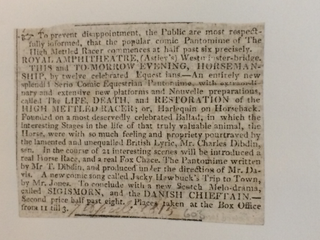 To prevent disappointment, the Public are most respect-
fully informed, that the popular comic Pantomime of The
High Mettled Racer commences at half past six precisely.
ROYAL AMPHITHEATRE, (Astley's) Westminster-bridge.
THIS and TO-MORROW EVENING, HORSEMAN-
SHIP, by twelve celebrated Equestrians—An entirely new
splendid Serio Comic Equestrian Pantomime, with extraordi-
nary and extensive new platforms and Nouvelle preparations,
called The LIFE, DEATH, and RESTORATION of the
HIGH METTLED RACER; or, Harlequin on Horseback.
Founded on a most deservedly celebrated Ballad, in which the
interesting Stages in the life of that truly valuable animal, the
Horse, were with so much feeling and propriety pourtrayed by
the lamented and unequalled British Lyric, Mr. Charles Dibdin,
sen. In the course of 24 interesting scenes will be introduced a
real Horse Race, and a real Fox Chace. The Pantomime written
by Mr. T. Dibdin, and produced under the direction of Mr. Da-
vis. A new comic song called Jacky Hawbuck's Trip to Town,
by Mr. Jones. To conclude with a new Scotch Melo-drama,
called SIGISMORN, and the DANISH CHIEFTAIN—
Second price half past eight. Places taken at the Box Office
from 11 till 3.